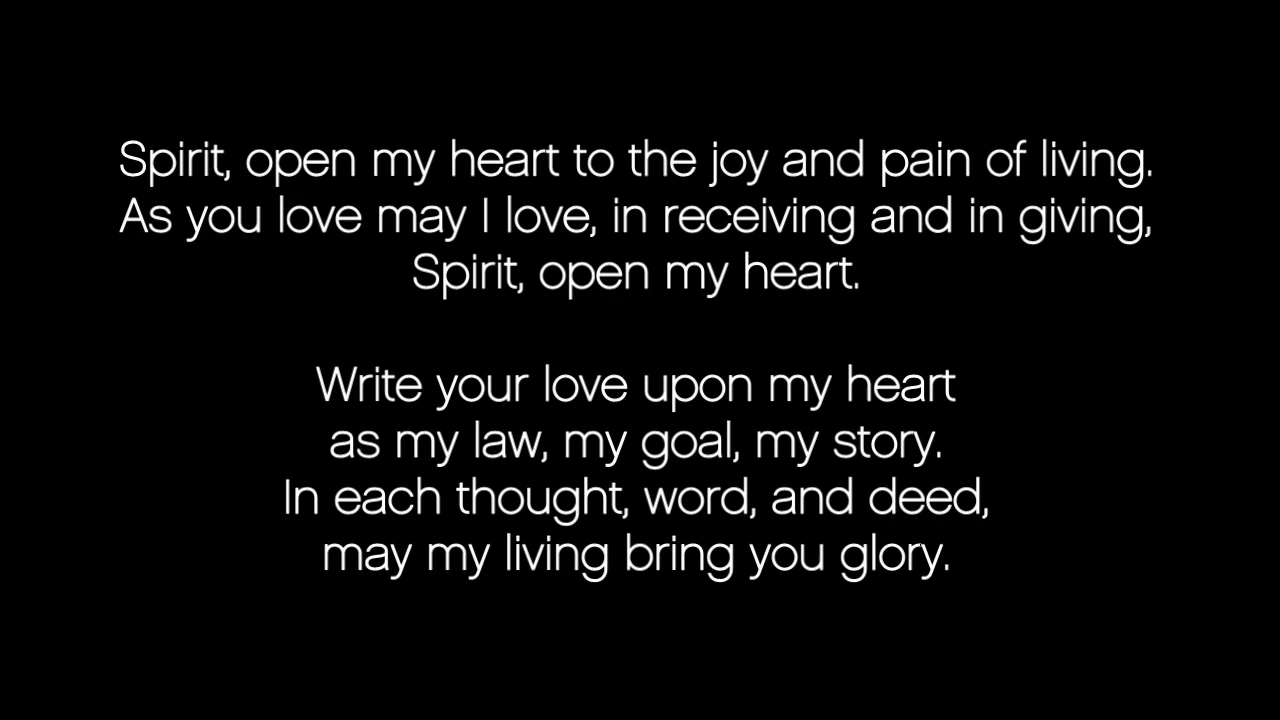 Spirit, open my heart to the joy and pain of living.
As you love may I love, in receiving and in giving,
Spirit, open my heart.
Write your love upon my heart
as my law, my goal, my story.
In each thought, word, and deed,
may my living bring you glory.